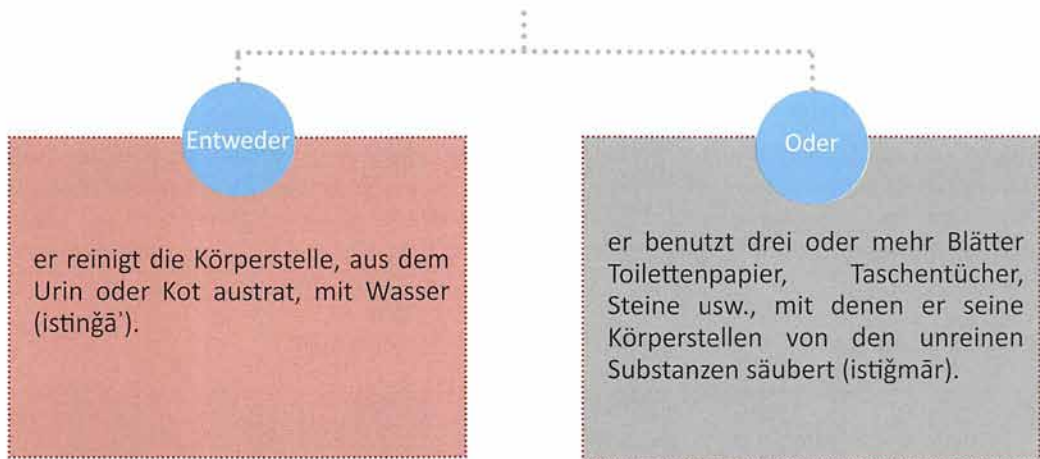 Entweder
er reinigt die Körperstelle, aus dem
Urin oder Kot austrat, mit Wasser
(istinǧāʾ).
Oder
er benutzt drei oder mehr Blätter
Toilettenpapier, Taschentücher,
Steine usw., mit denen er seine
Körperstellen von den unreinen
Substanzen säubert (istiǧmār).